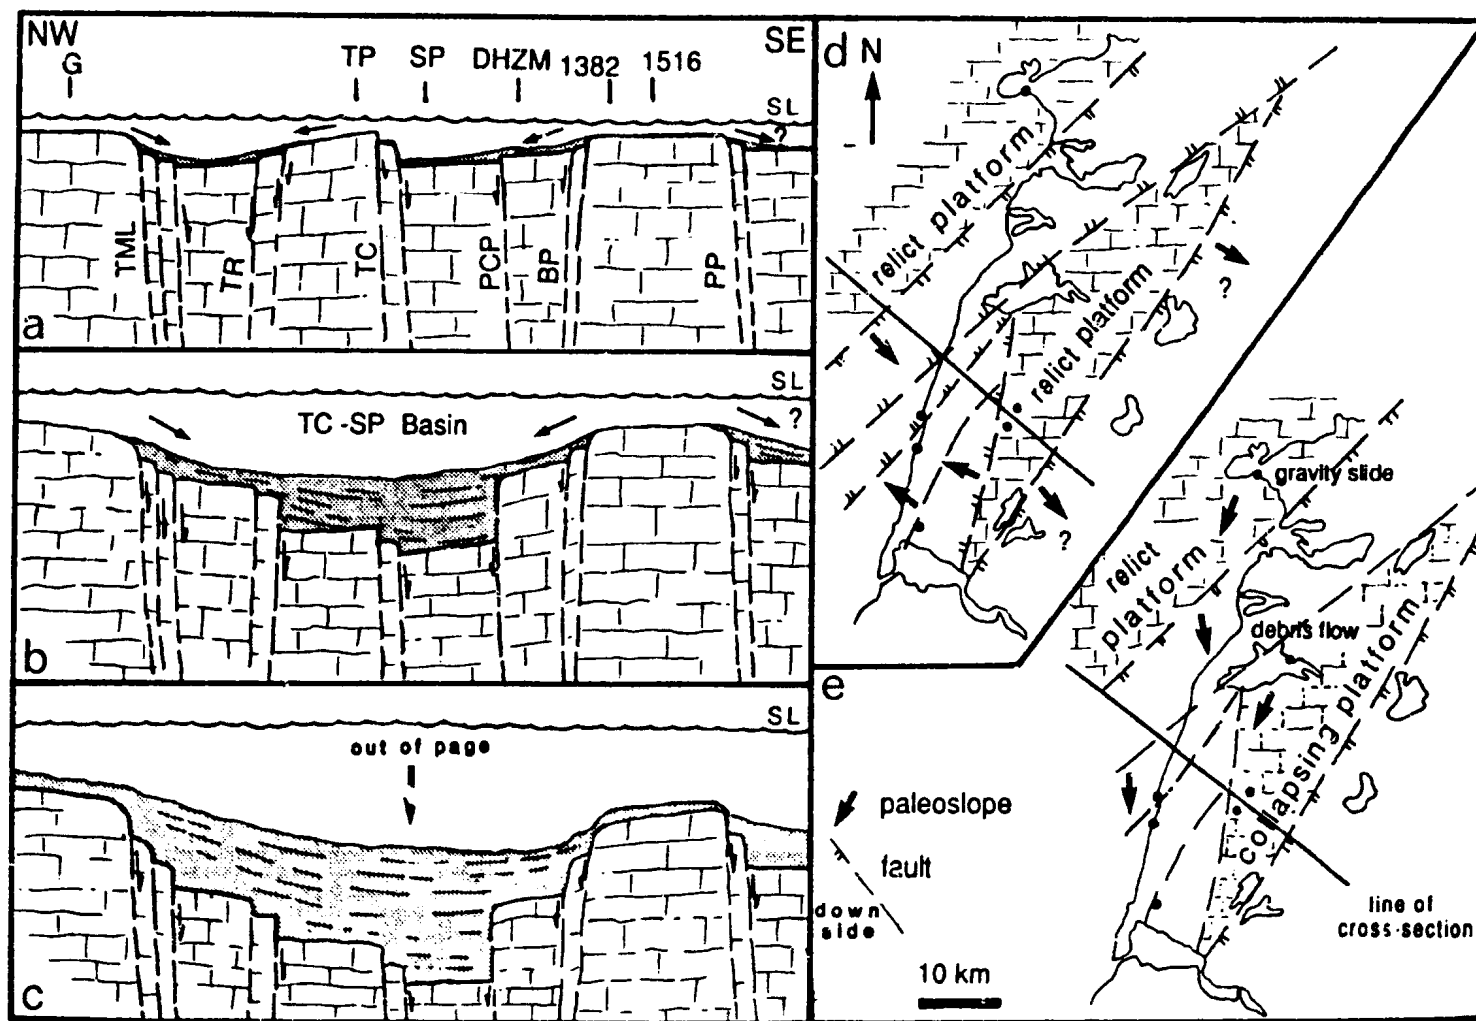 NW
SE
G
TP SP DHZM 1382 1516
SL
?
TML
TR
TC
PCP
BP
PP
a
SL
TC-SP Basin
?
b
SL
out of page
c
d
N
relict platform
relict platform
?
?
e
gravity slide
relict
platform
debris flow
collapsing platform
paleoslope
fault
down
side
10 km
line of
cross-section